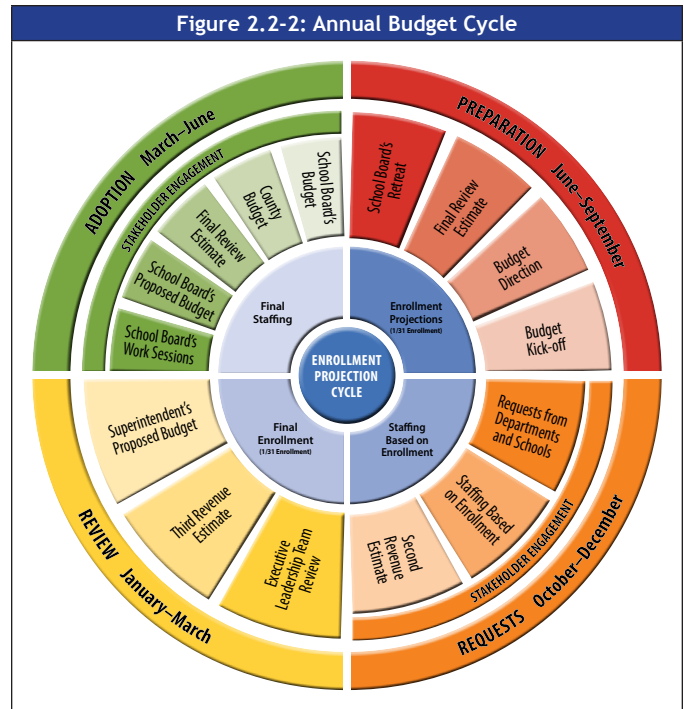 Figure 2.2-2: Annual Budget Cycle
PREPARATION June–September
School Board's
Retreat
Final Review
Estimate
Budget
Direction
Budget
Kick-off
REQUESTS October–December
STAKEHOLDER ENGAGEMENT
Requests from
Departments
and Schools
Staffing Based
on Enrollment
Second
Revenue
Estimate
REVIEW January–March
Executive
Leadership Team
Review
Third Revenue
Estimate
Superintendent's
Proposed Budget
ADOPTION March–June
STAKEHOLDER ENGAGEMENT
School Board's
Work Sessions
School Board's
Proposed Budget
Final Review
Estimate
County
Budget
School Board's
Budget
Enrollment
Projections
(1/31 Enrollment)
Staffing
Based on
Enrollment
Final
Enrollment
(1/31 Enrollment)
Final
Staffing
ENROLLMENT
PROJECTION
CYCLE